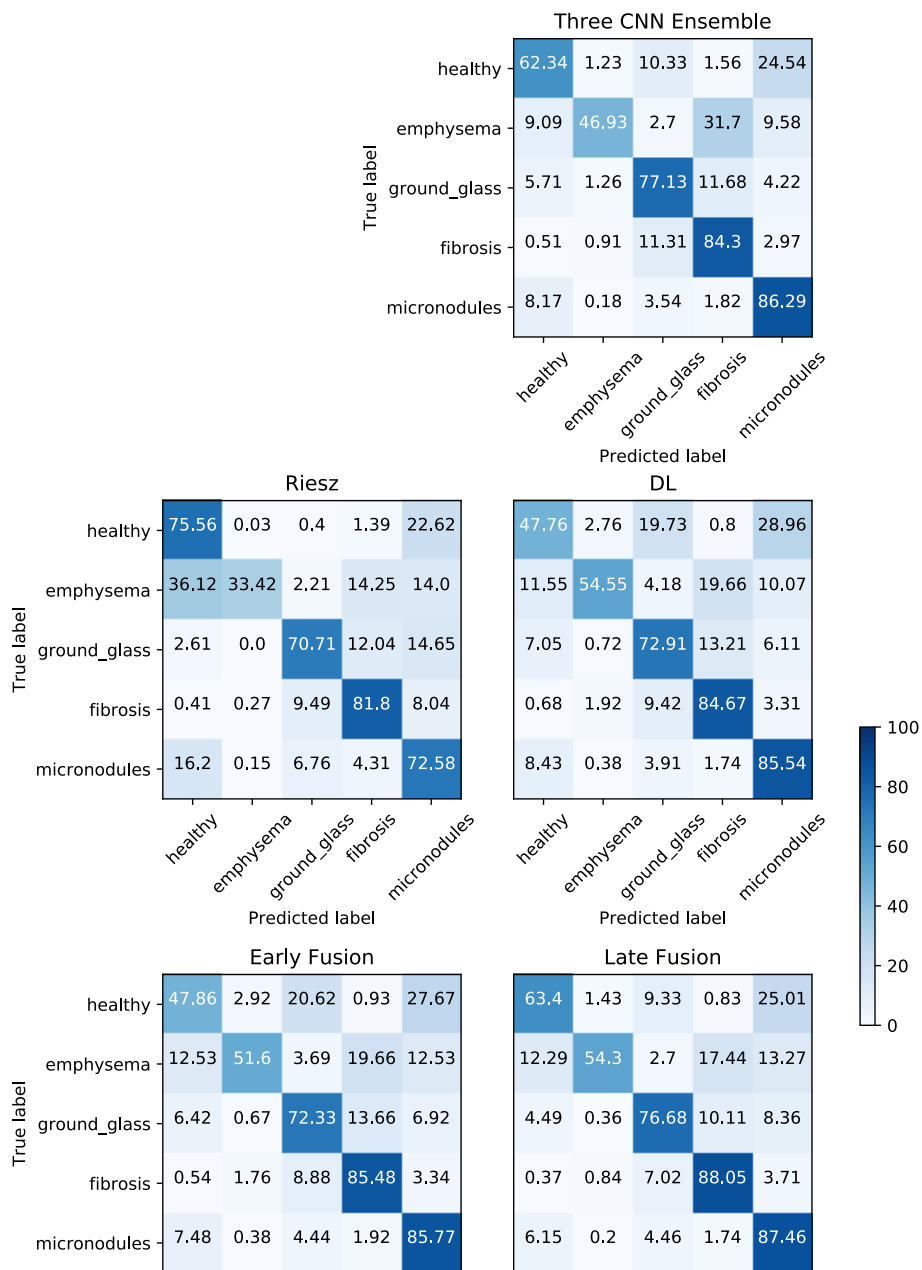 Three CNN Ensemble
True label
healthy 62.34 1.23 10.33 1.56 24.54
emphysema 9.09 46.93 2.7 31.7 9.58
ground_glass 5.71 1.26 77.13 11.68 4.22
fibrosis 0.51 0.91 11.31 84.3 2.97
micronodules 8.17 0.18 3.54 1.82 86.29
healthy emphysema ground_glass fibrosis micronodules
Predicted label
Riesz
True label
healthy 75.56 0.03 0.4 1.39 22.62
emphysema 36.12 33.42 2.21 14.25 14.0
ground_glass 2.61 0.0 70.71 12.04 14.65
fibrosis 0.41 0.27 9.49 81.8 8.04
micronodules 16.2 0.15 6.76 4.31 72.58
healthy emphysema ground_glass fibrosis micronodules
Predicted label
DL
47.76 2.76 19.73 0.8 28.96
11.55 54.55 4.18 19.66 10.07
7.05 0.72 72.91 13.21 6.11
0.68 1.92 9.42 84.67 3.31
8.43 0.38 3.91 1.74 85.54
healthy emphysema ground_glass fibrosis micronodules
Predicted label
100
80
60
40
20
0
Early Fusion
True label
healthy 47.86 2.92 20.62 0.93 27.67
emphysema 12.53 51.6 3.69 19.66 12.53
ground_glass 6.42 0.67 72.33 13.66 6.92
fibrosis 0.54 1.76 8.88 85.48 3.34
micronodules 7.48 0.38 4.44 1.92 85.77
Late Fusion
63.4 1.43 9.33 0.83 25.01
12.29 54.3 2.7 17.44 13.27
4.49 0.36 76.68 10.11 8.36
0.37 0.84 7.02 88.05 3.71
6.15 0.2 4.46 1.74 87.46